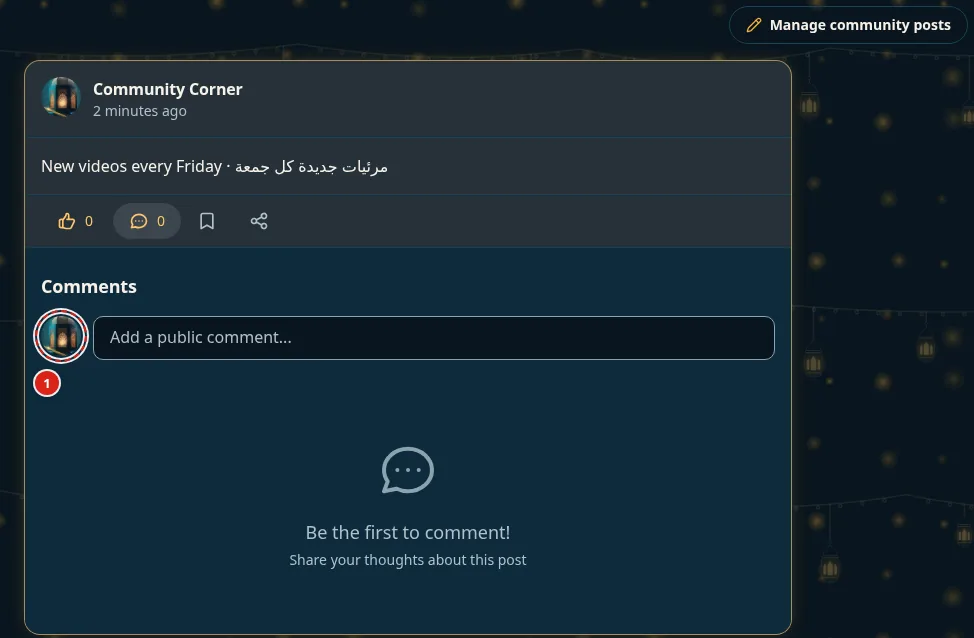 Manage community posts
Community Corner
2 minutes ago
New videos every Friday · مرئيات جديدة كل جمعة
0 0
Comments
Add a public comment...
1
Be the first to comment!
Share your thoughts about this post